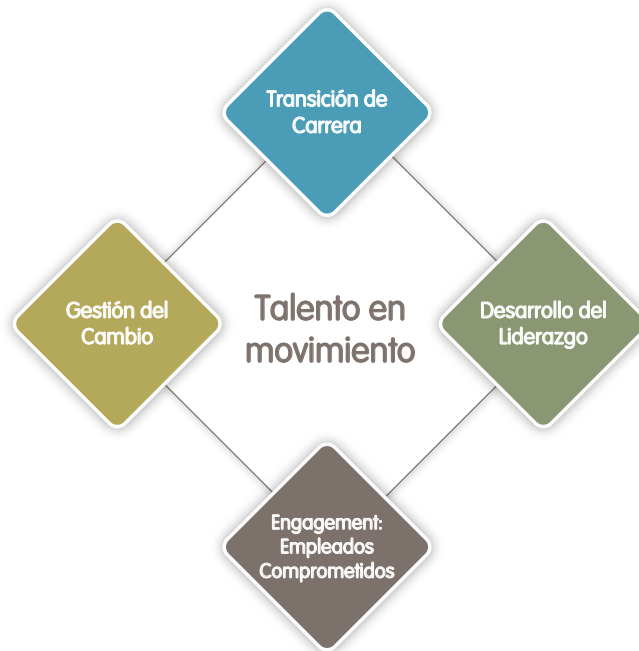 Transición de
Carrera
Gestión del
Cambio
Talento en
movimiento
Desarrollo del
Liderazgo
Engagement:
Empleados
Comprometidos